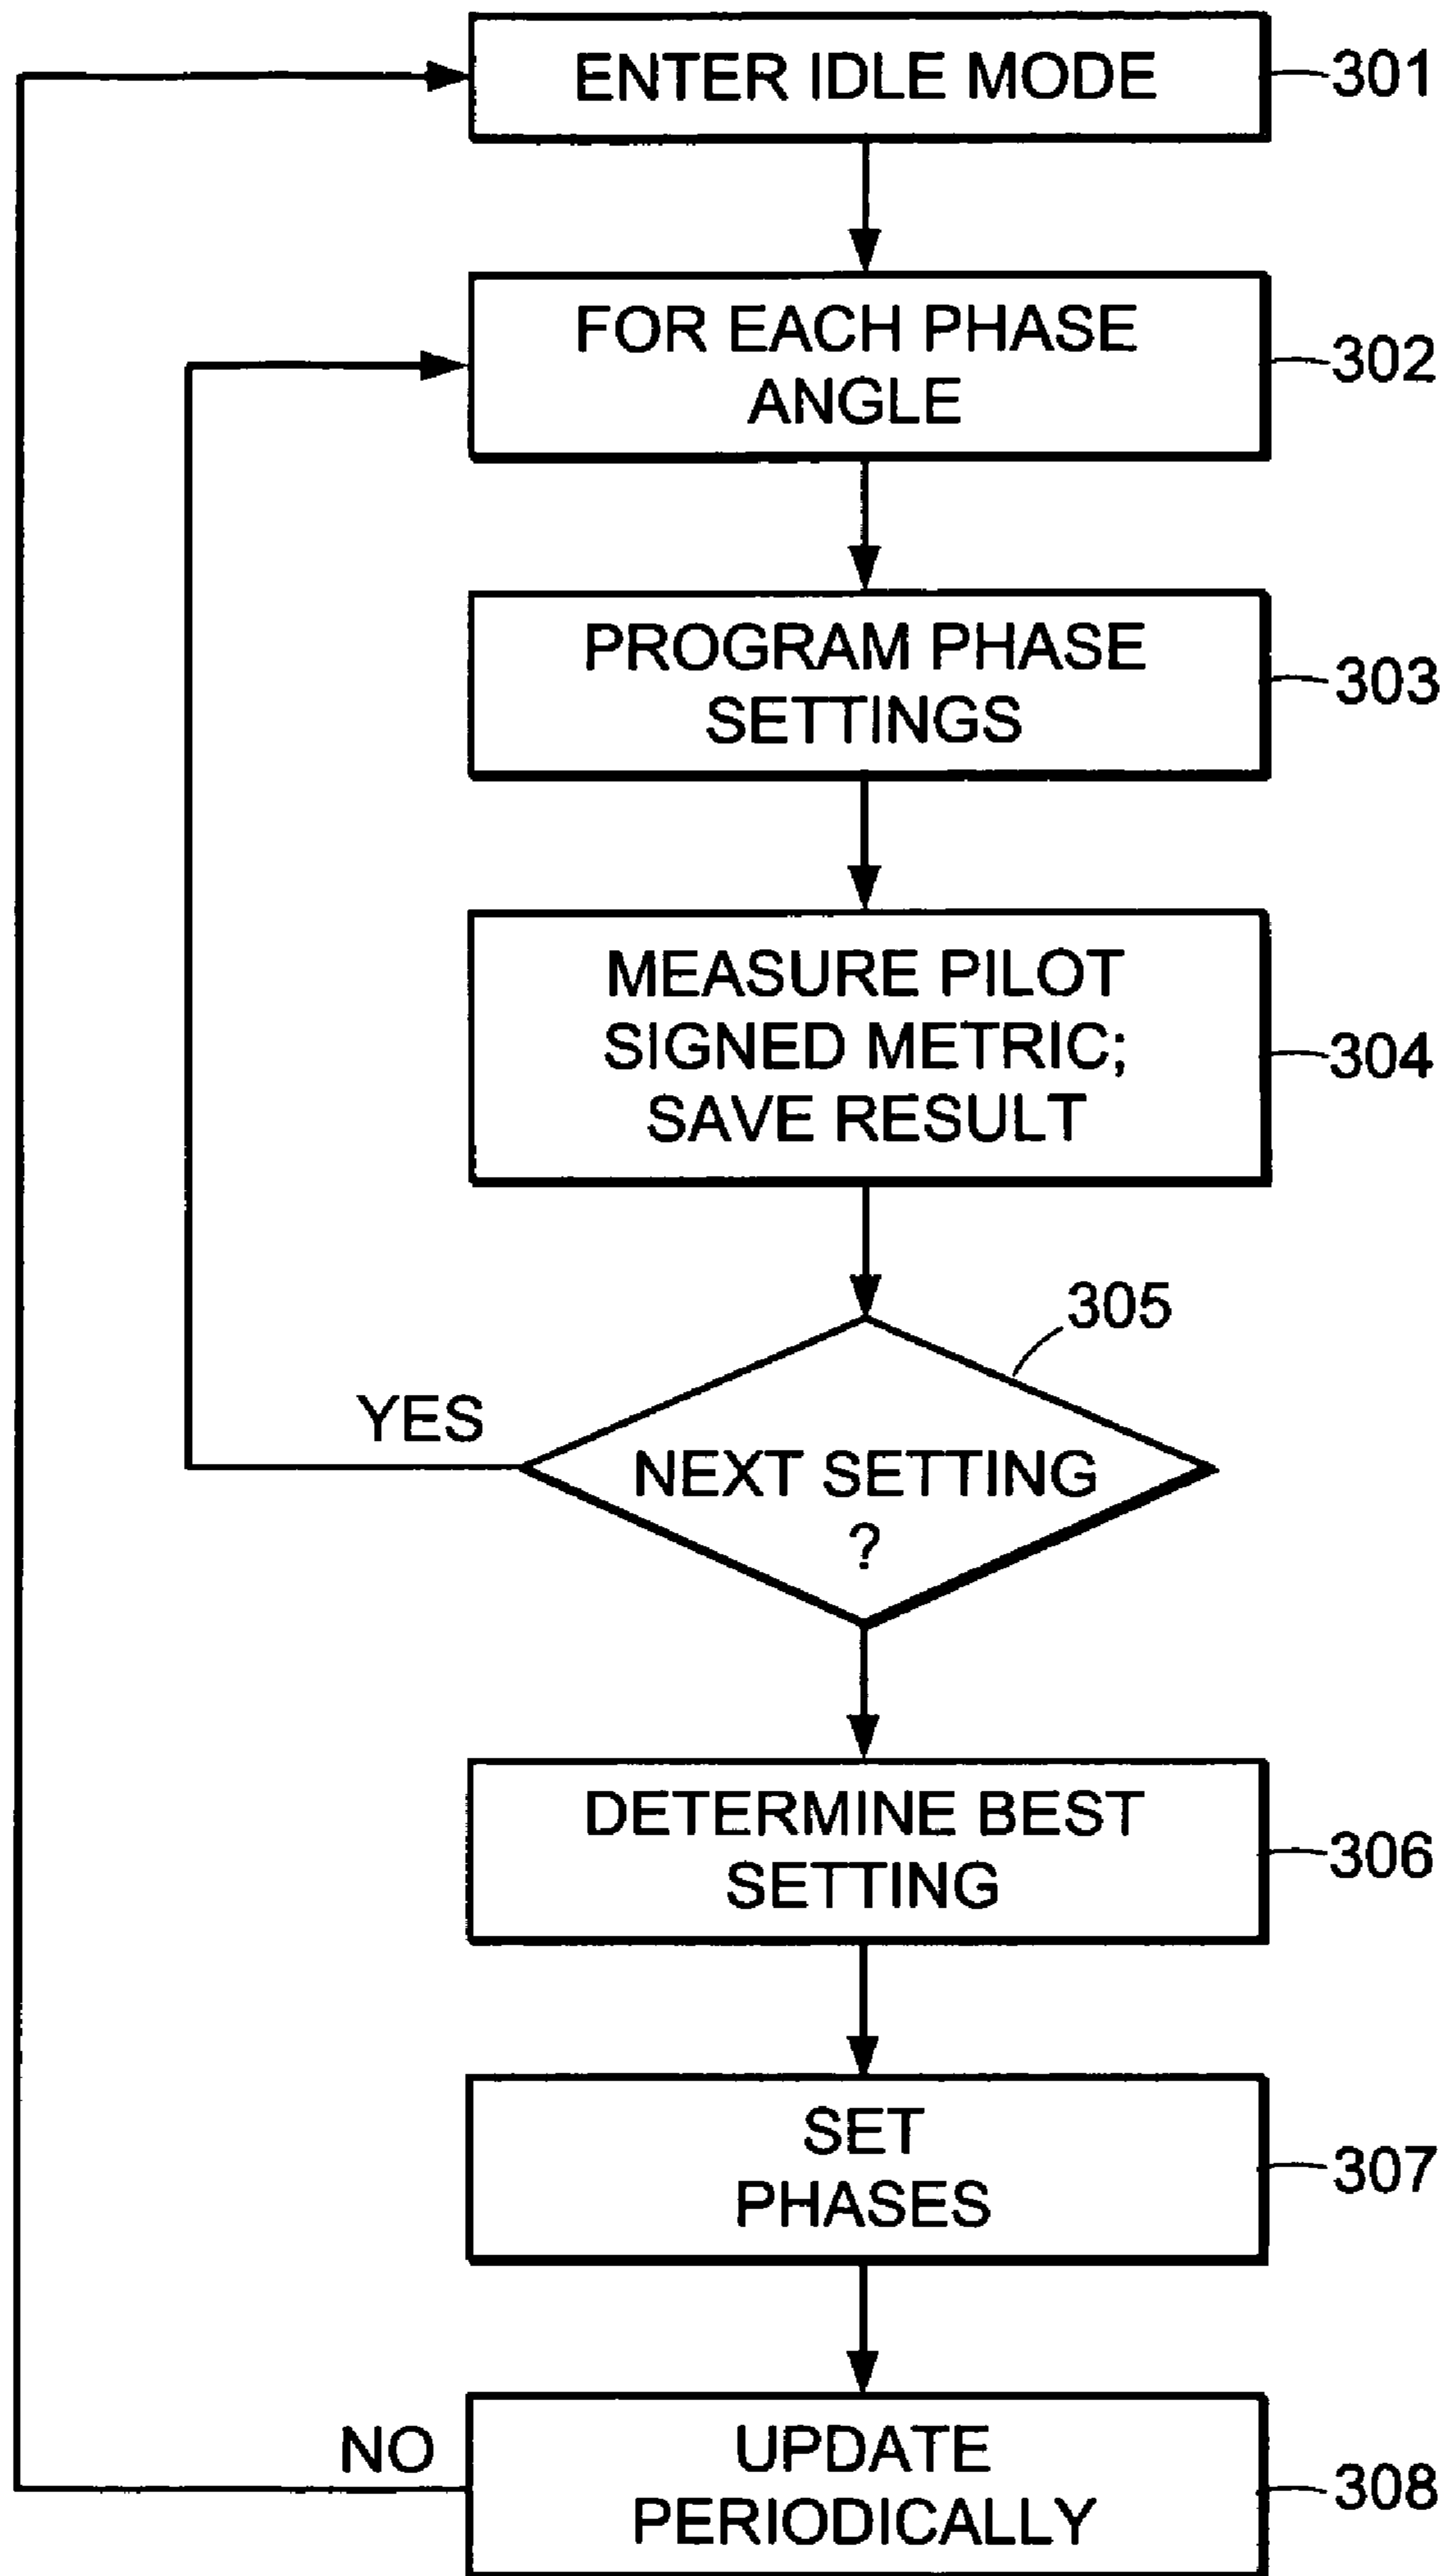 ENTER IDLE MODE
301
FOR EACH PHASE
ANGLE
302
PROGRAM PHASE
SETTINGS
303
MEASURE PILOT
SIGNED METRIC;
SAVE RESULT
304
305
YES
NEXT SETTING
?
DETERMINE BEST
SETTING
306
SET
PHASES
307
NO
UPDATE
PERIODICALLY
308